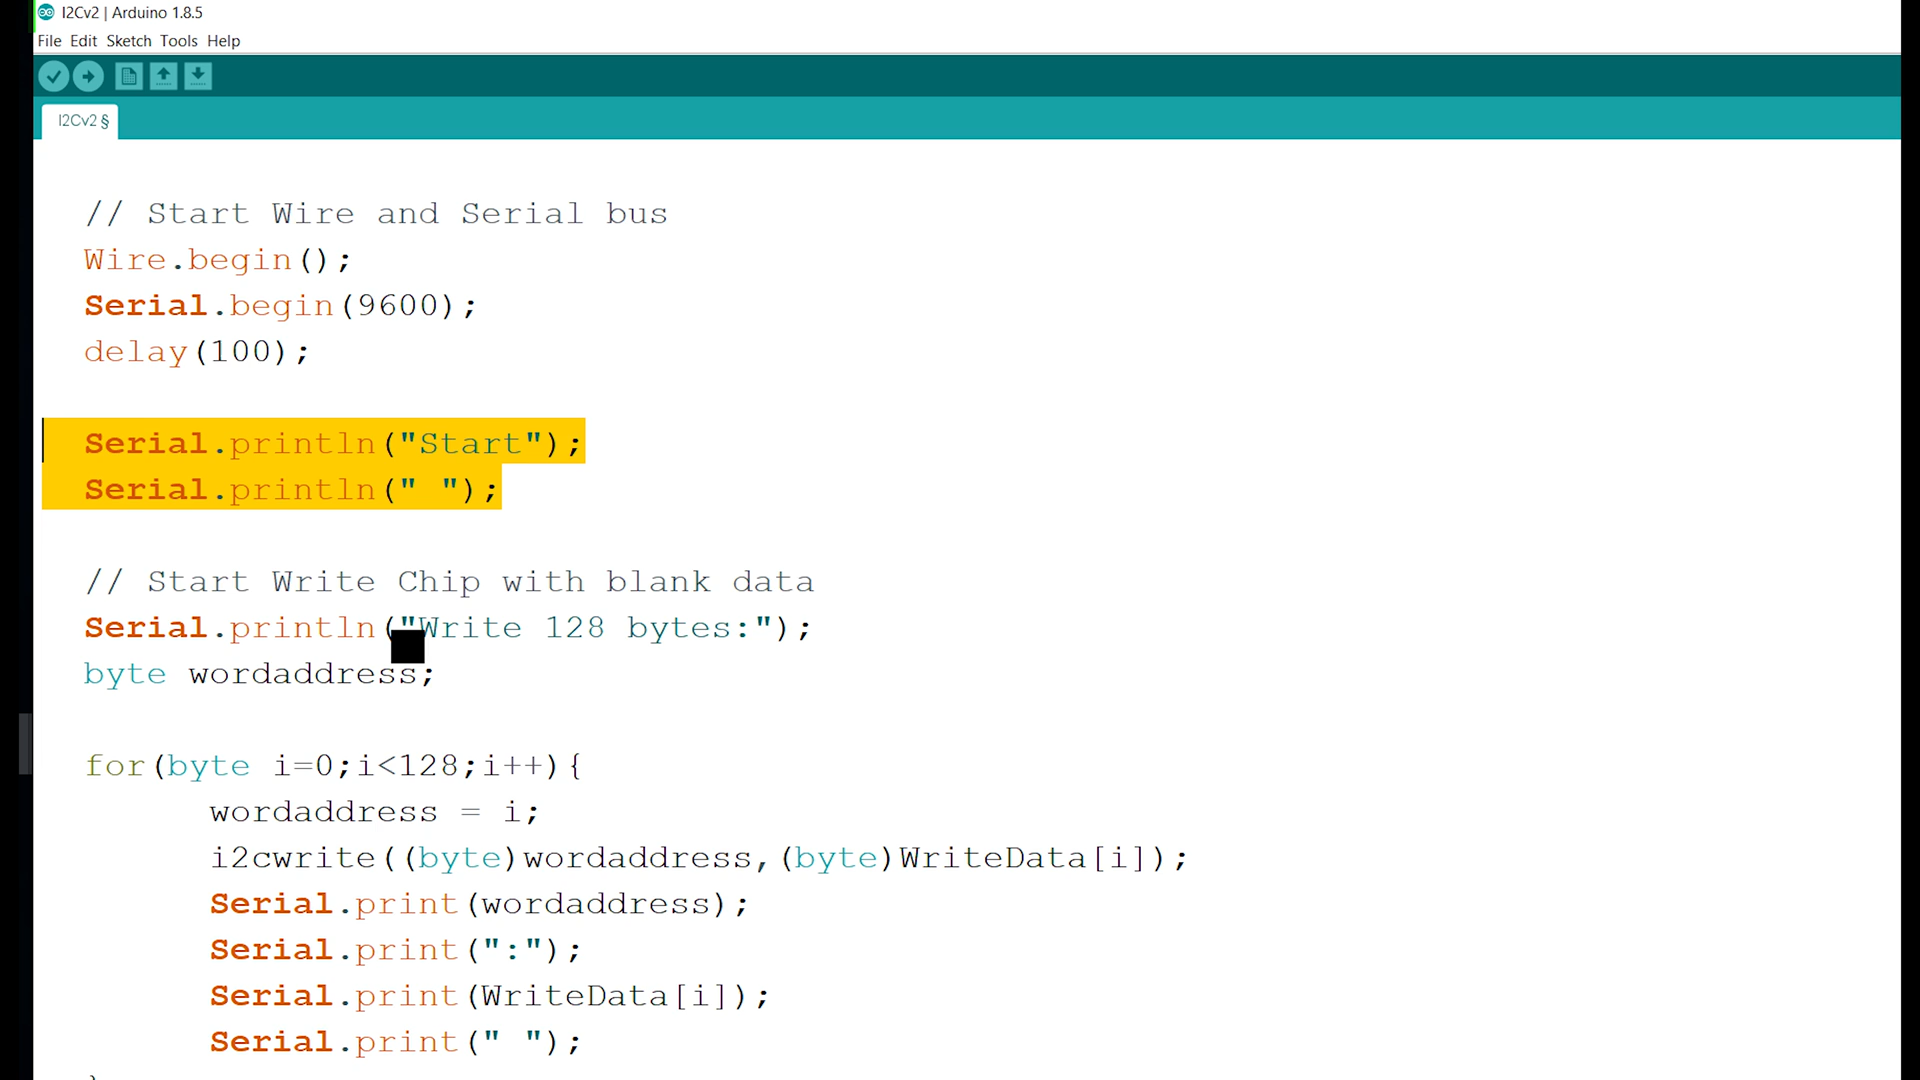 I2Cv2 | Arduino 1.8.5
File Edit Sketch Tools Help
I2Cv2 §
// Start Wire and Serial bus
Wire.begin();
Serial.begin(9600);
delay(100);
Serial.println("Start");
Serial.println(" ");
// Start Write Chip with blank data
Serial.println("Write 128 bytes:");
byte wordaddress;
for(byte i=0;i<128;i++){
wordaddress = i;
i2cwrite((byte)wordaddress,(byte)WriteData[i]);
Serial.print(wordaddress);
Serial.print(":");
Serial.print(WriteData[i]);
Serial.print(" ");
}